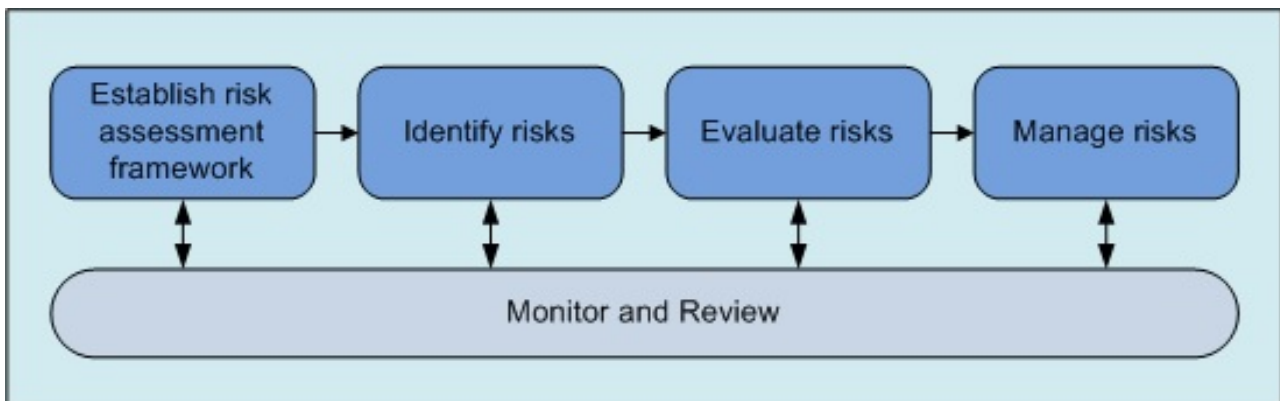 Establish risk
assessment
framework
Identify risks
Evaluate risks
Manage risks
Monitor and Review